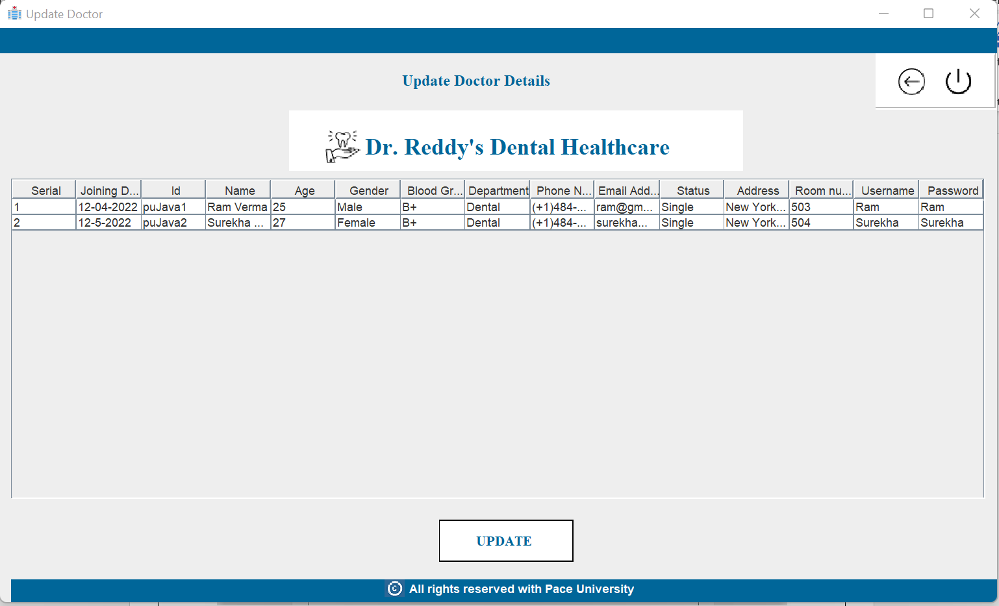 Update Doctor
Update Doctor Details
Dr. Reddy's Dental Healthcare
Serial Joining D... Id Name Age Gender Blood Gr... Department Phone N... Email Add... Status Address Room nu... Username Password
1 12-04-2022 puJava1 Ram Verma 25 Male B+ Dental (+1)484-... ram@gm... Single New York... 503 Ram Ram
2 12-5-2022 puJava2 Surekha ... 27 Female B+ Dental (+1)484-... surekha... Single New York... 504 Surekha Surekha
UPDATE
© All rights reserved with Pace University